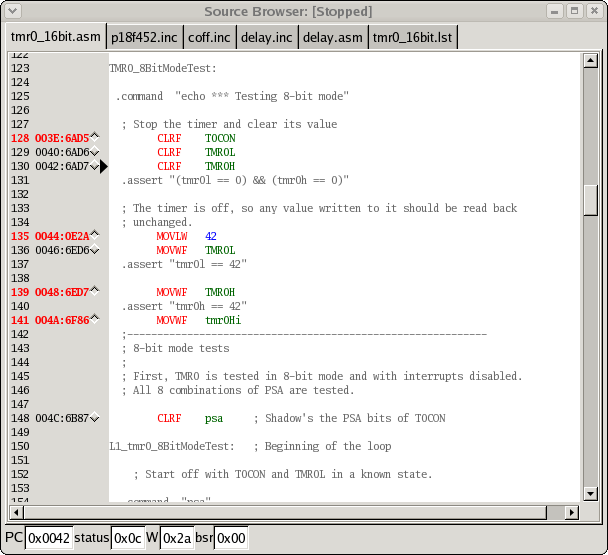 Source Browser: [Stopped]
tmr0_16bit.asm p18f452.inc coff.inc delay.inc delay.asm tmr0_16bit.lst
122
123 TMR0_8BitModeTest:
124
125 .command "echo *** Testing 8-bit mode"
126
127 ; Stop the timer and clear its value
128 003E:6AD5 CLRF T0CON
129 0040:6AD6 CLRF TMR0L
130 0042:6AD7 CLRF TMR0H
131 .assert "(tmr0l == 0) && (tmr0h == 0)"
132
133 ; The timer is off, so any value written to it should be read back
134 ; unchanged.
135 0044:0E2A MOVLW 42
136 0046:6ED6 MOVWF TMR0L
137 .assert "tmr0l == 42"
138
139 0048:6ED7 MOVWF TMR0H
140 .assert "tmr0h == 42"
141 004A:6F86 MOVWF tmr0Hi
142 ;------------------------------------------------------------
143 ; 8-bit mode tests
144 ;
145 ; First, TMR0 is tested in 8-bit mode and with interrupts disabled.
146 ; All 8 combinations of PSA are tested.
147
148 004C:6B87 CLRF psa ; Shadow's the PSA bits of T0CON
149
150 L1_tmr0_8BitModeTest: ; Beginning of the loop
151
152 ; Start off with T0CON and TMR0L in a known state.
153
154 .command "psa"
PC 0x0042 status 0x0c W 0x2a bsr 0x00